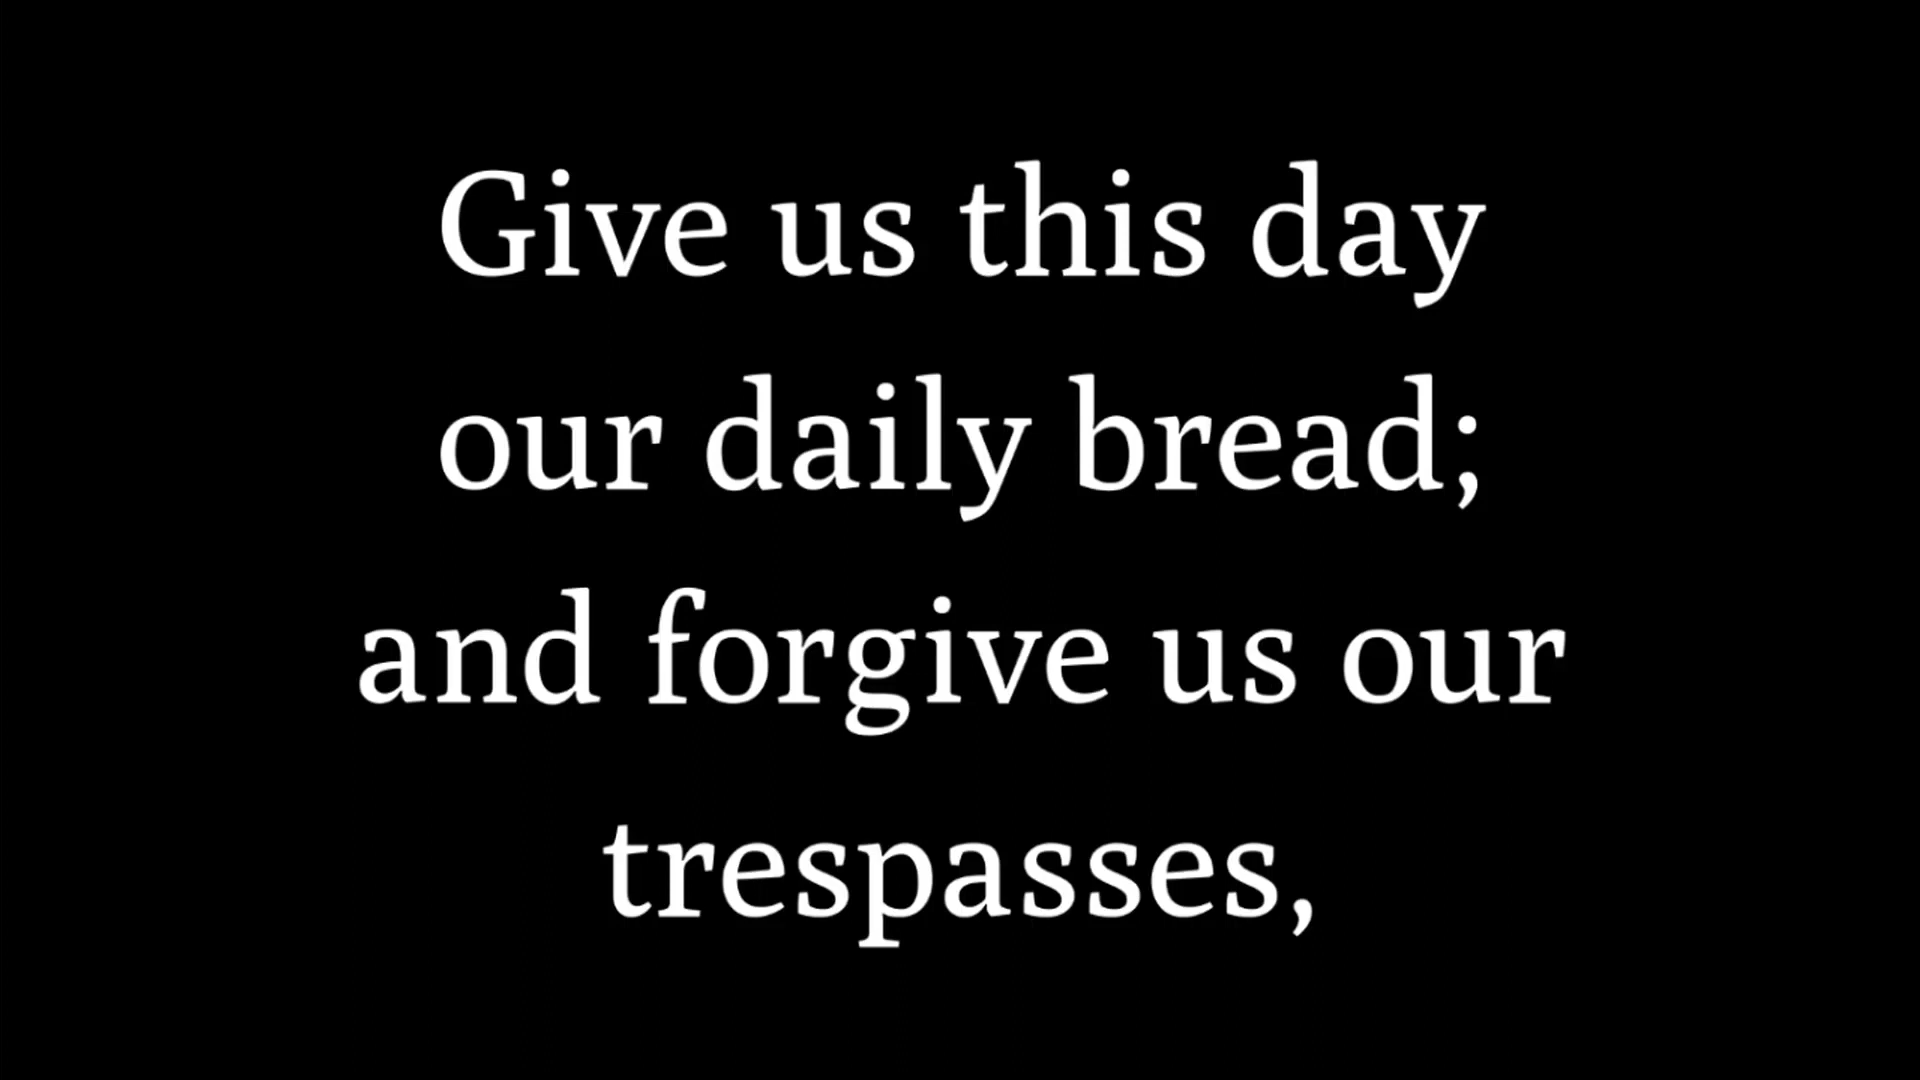 Give us this day
our daily bread;
and forgive us our
trespasses,